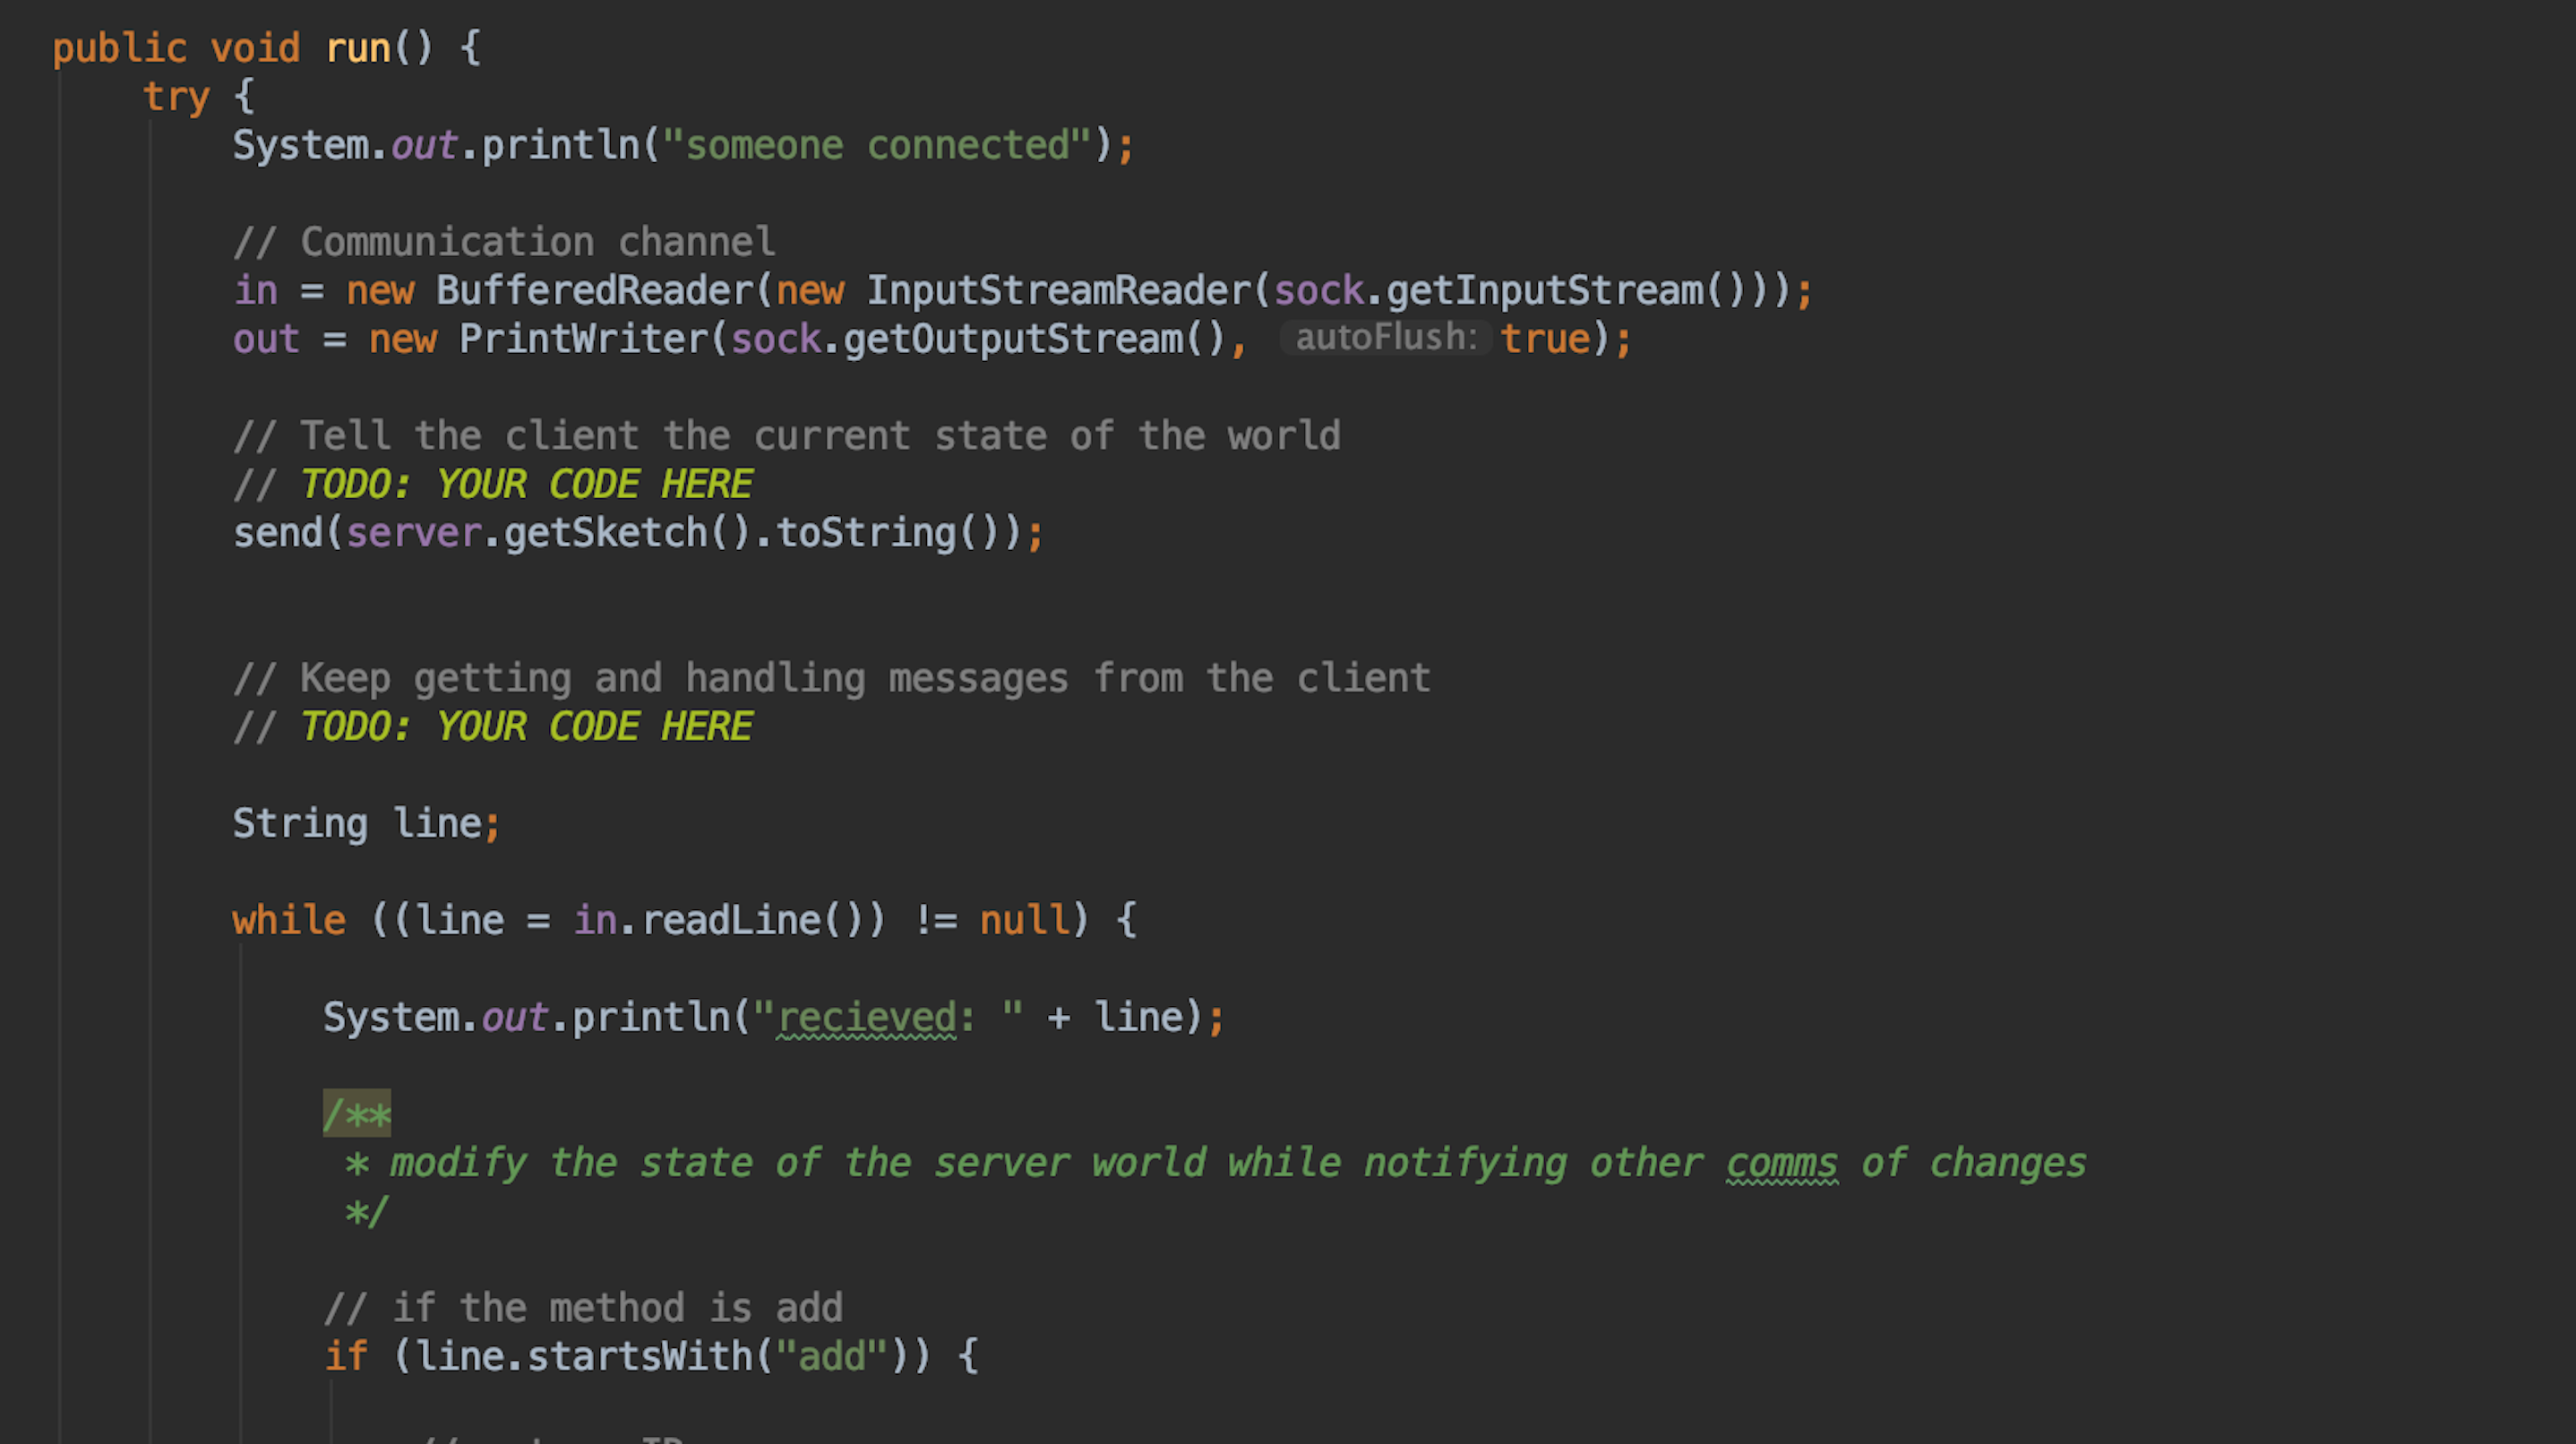 public void run() {
try {
System.out.println("someone connected");
// Communication channel
in = new BufferedReader(new InputStreamReader(sock.getInputStream()));
out = new PrintWriter(sock.getOutputStream(), autoFlush: true);
// Tell the client the current state of the world
// TODO: YOUR CODE HERE
send(server.getSketch().toString());
// Keep getting and handling messages from the client
// TODO: YOUR CODE HERE
String line;
while ((line = in.readLine()) != null) {
System.out.println("recieved: " + line);
/**
* modify the state of the server world while notifying other comms of changes
*/
// if the method is add
if (line.startsWith("add")) {